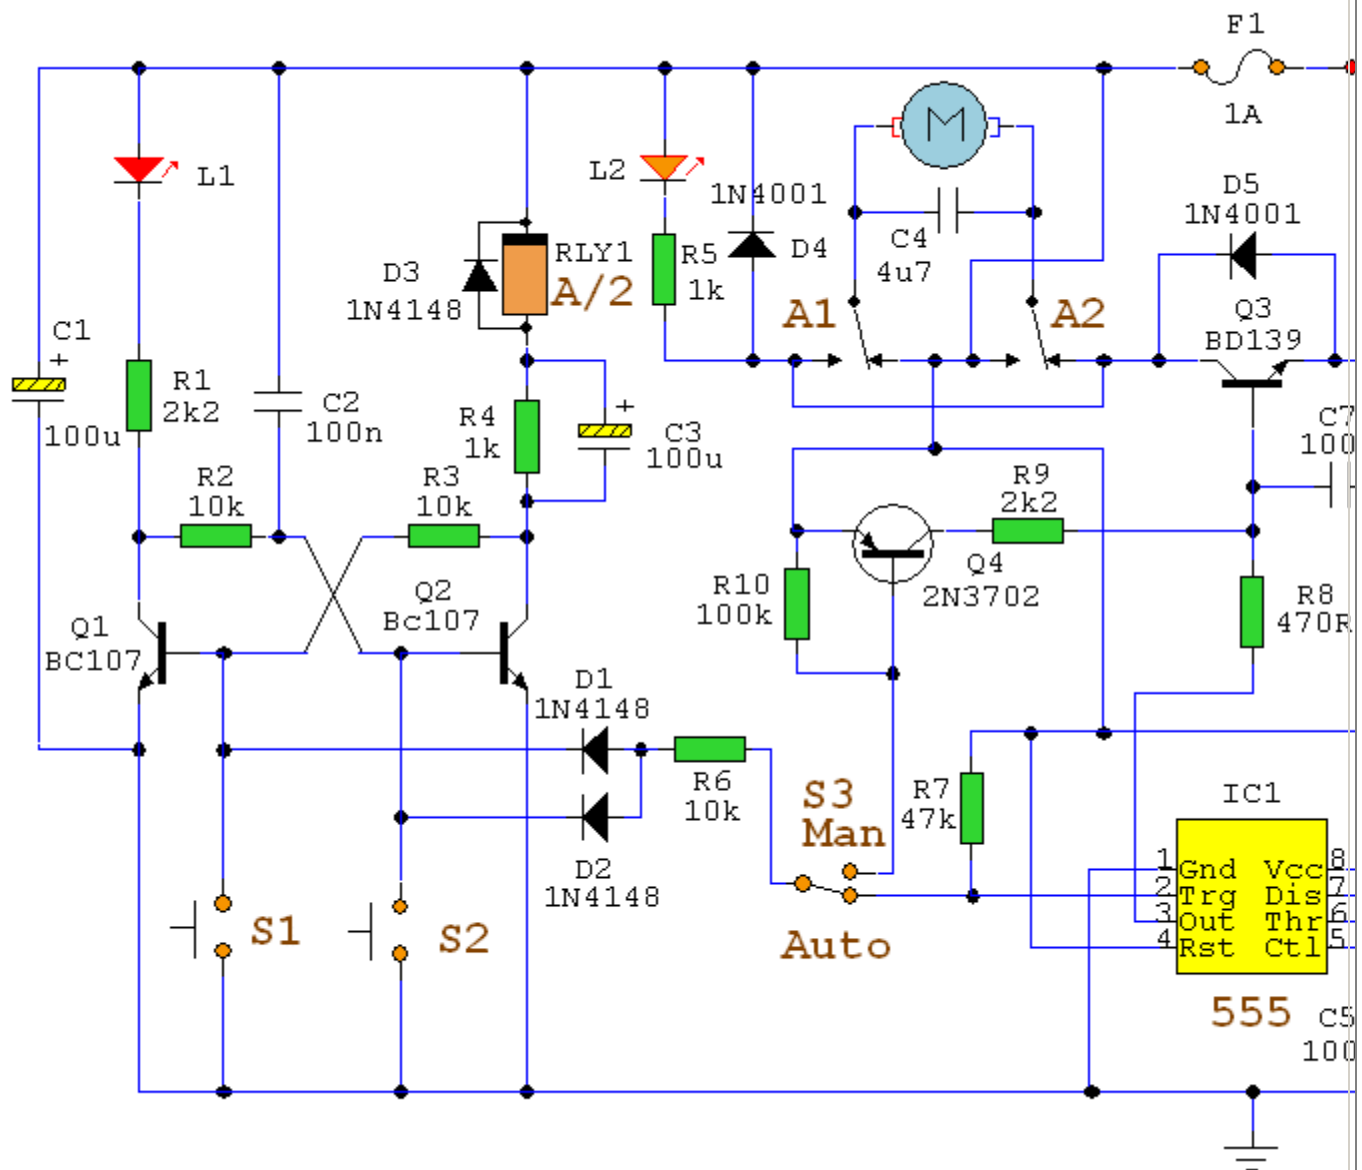 F1
1A
L1
L2
1N4001
D5
1N4001
M
R5
1k
D4
C4
4u7
D3
1N4148
RLY1
A/2
A1
A2
Q3
BD139
C1
+
100u
R1
2k2
C2
100n
R4
1k
+
C3
100u
C7
100
R2
10k
R3
10k
R9
2k2
Q4
2N3702
R10
100k
R8
470R
Q1
BC107
Q2
Bc107
D1
1N4148
R6
10k
D2
1N4148
S3
Man
Auto
R7
47k
IC1
1 Gnd Vcc 8
2 Trg Dis 7
3 Out Thr 6
4 Rst Ctl 5
555
C5
100
S1
S2